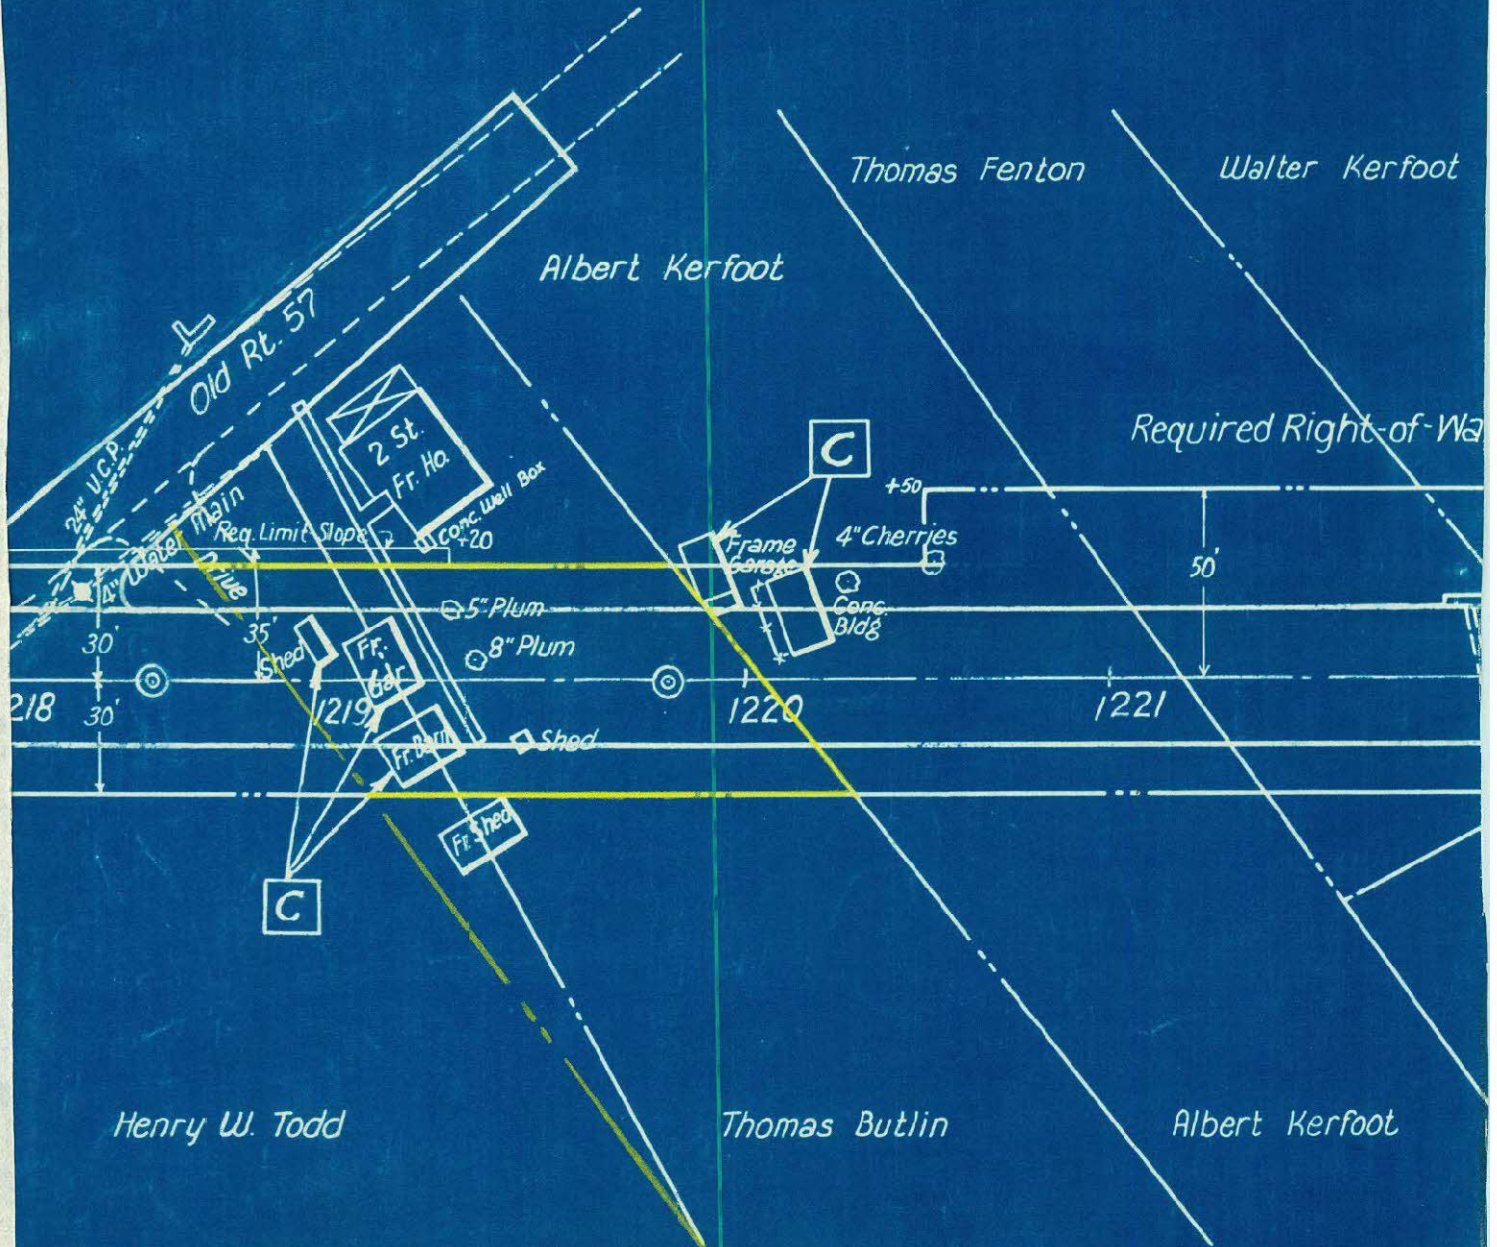 Thomas Fenton
Walter Kerfoot
Albert Kerfoot
Old Rt. 57
2 St.
Fr. Ho.
Conc. Well Box
C
Required Right-of-Wa
+50
24" V.C.P.
4" Water Main
Drive
Req. Limit Slope
+20
Frame
Garage
4" Cherries
50'
Conc.
Bldg
5" Plum
8" Plum
30'
35'
Shed
Fr.
Gar
218
30'
1219
1220
1221
Fr. Barn
Shed
Fr. Shed
C
Henry W. Todd
Thomas Butlin
Albert Kerfoot